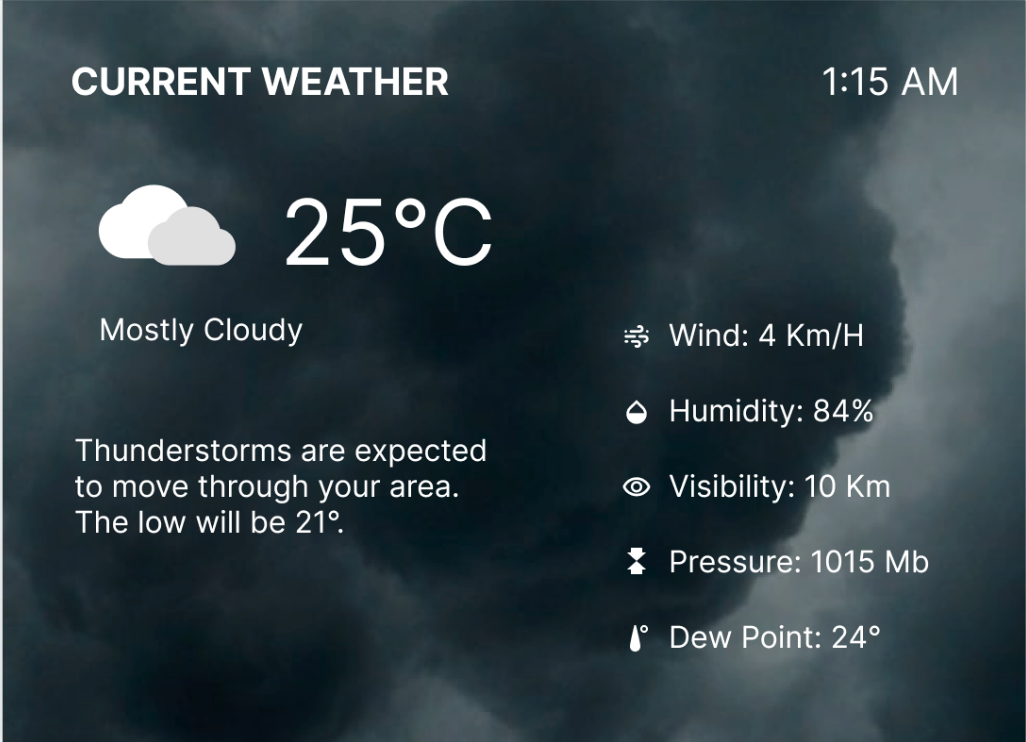 CURRENT WEATHER
1:15 AM
25°C
Mostly Cloudy
Thunderstorms are expected
to move through your area.
The low will be 21°.
Wind: 4 Km/H
Humidity: 84%
Visibility: 10 Km
Pressure: 1015 Mb
Dew Point: 24°